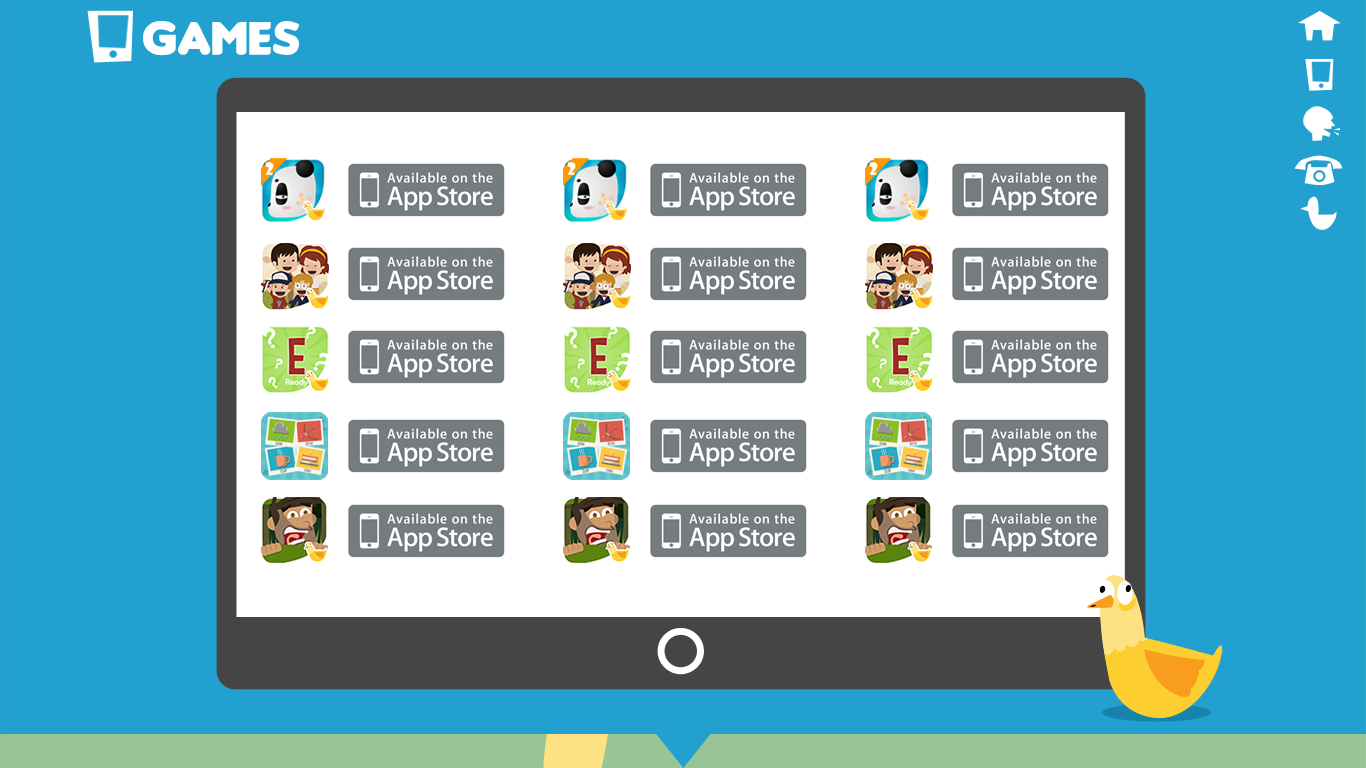 GAMES
2
Available on the
App Store
2
Available on the
App Store
2
Available on the
App Store
Available on the
App Store
Available on the
App Store
Available on the
App Store
? ? ? ? E
Ready
Available on the
App Store
? ? ? ? E
Ready
Available on the
App Store
? ? ? ? E
Ready
Available on the
App Store
Available on the
App Store
Available on the
App Store
Available on the
App Store
Available on the
App Store
Available on the
App Store
Available on the
App Store